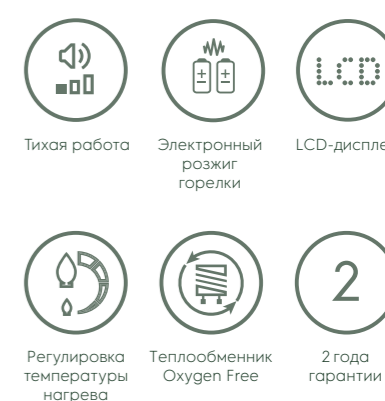 LCD
Тихая работа
Электронный
розжиг
горелки
LCD-диспле
2
Регулировка
температуры
нагрева
Теплообменник
Oxygen Free
2 года
гарантии